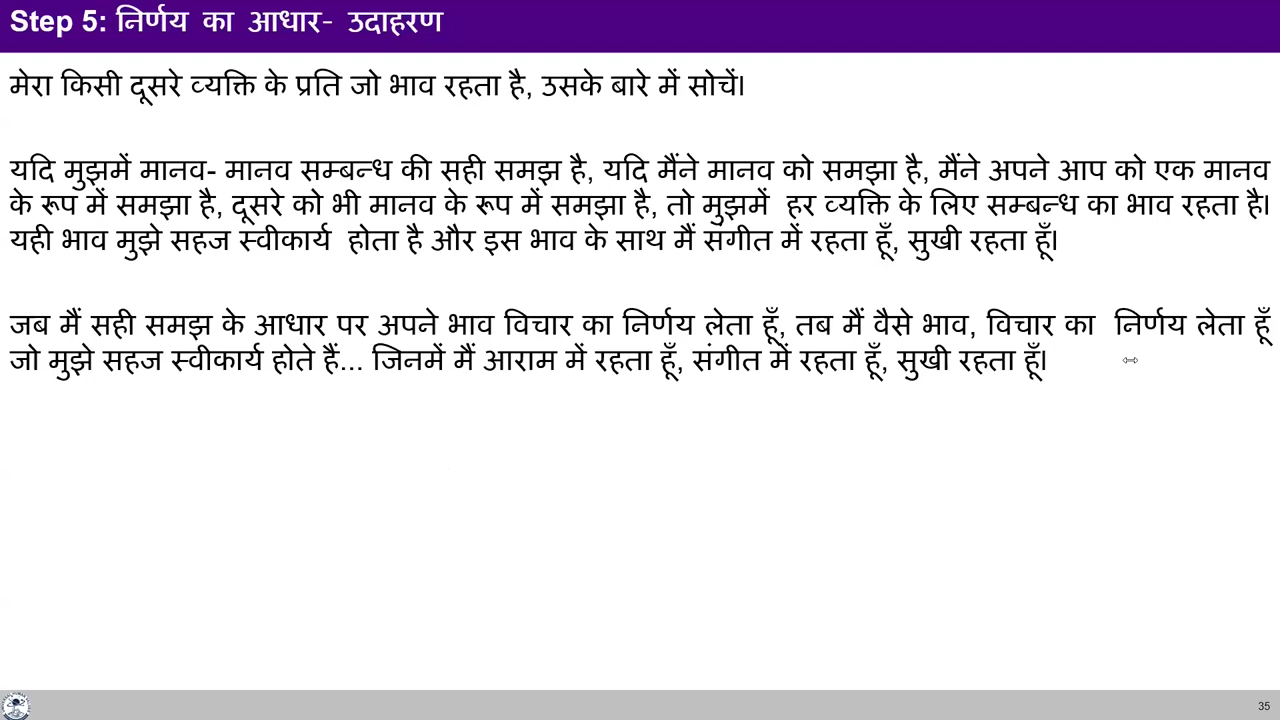 Step 5: निर्णय का आधार- उदाहरण
मेरा किसी दूसरे व्यक्ति के प्रति जो भाव रहता है, उसके बारे में सोचें।
यदि मुझमें मानव- मानव सम्बन्ध की सही समझ है, यदि मैंने मानव को समझा है, मैंने अपने आप को एक मानव
के रूप में समझा है, दूसरे को भी मानव के रूप में समझा है, तो मुझमें हर व्यक्ति के लिए सम्बन्ध का भाव रहता है।
यही भाव मुझे सहज स्वीकार्य होता है और इस भाव के साथ मैं संगीत में रहता हूँ, सुखी रहता हूँ।
जब मैं सही समझ के आधार पर अपने भाव विचार का निर्णय लेता हूँ, तब मैं वैसे भाव, विचार का निर्णय लेता हूँ
जो मुझे सहज स्वीकार्य होते हैं... जिनमें मैं आराम में रहता हूँ, संगीत में रहता हूँ, सुखी रहता हूँ।
35